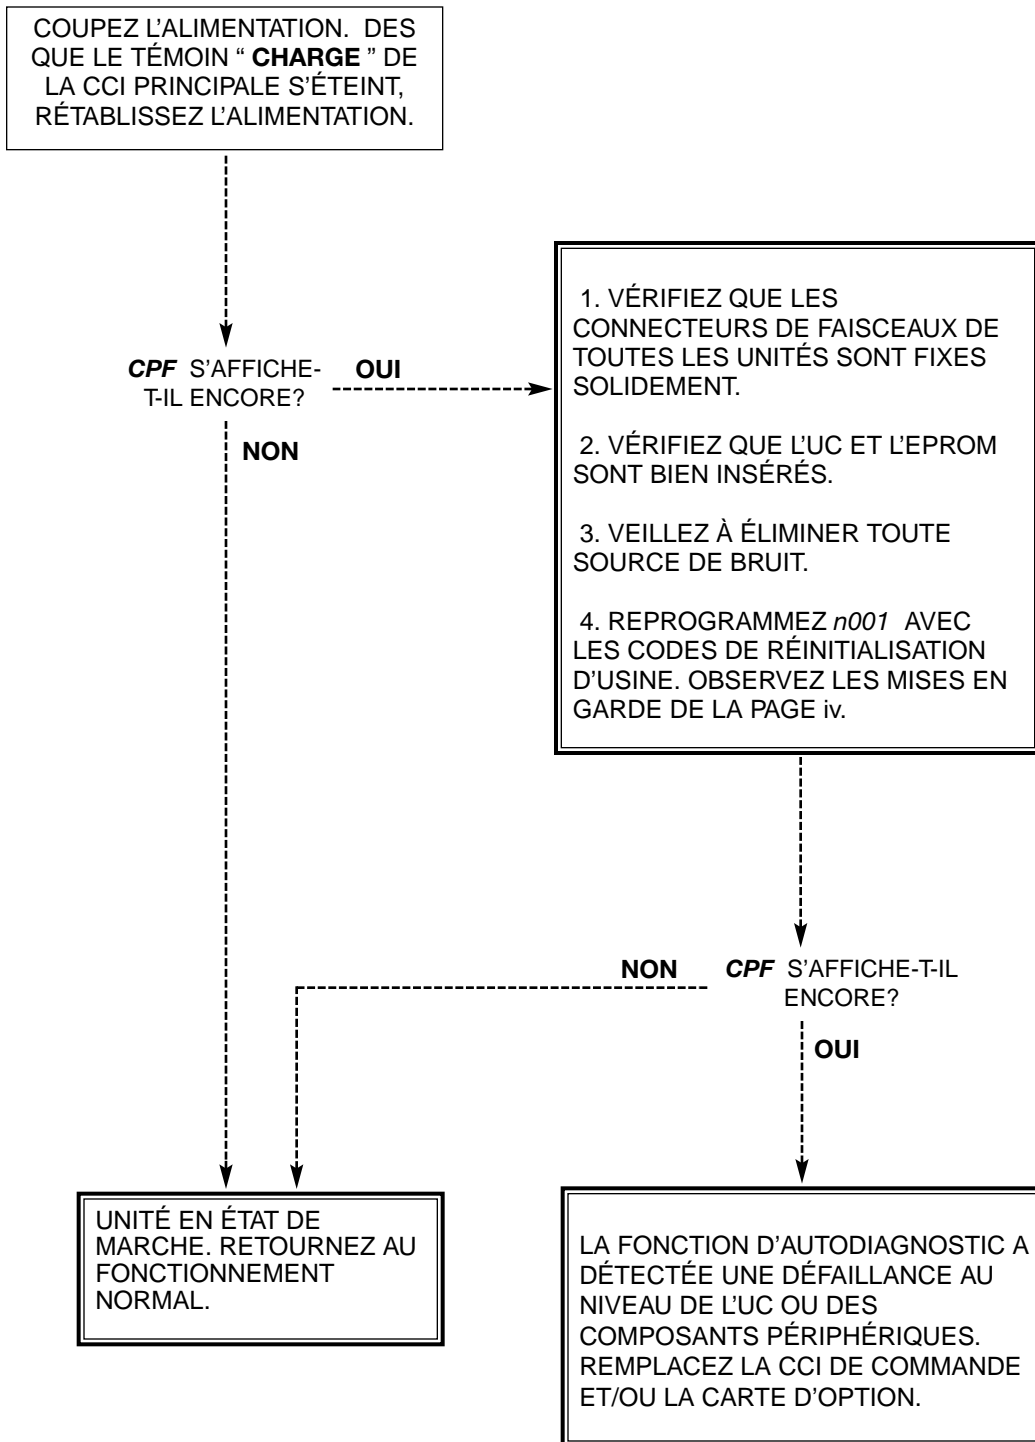 COUPEZ L'ALIMENTATION. DES
QUE LE TÉMOIN “ CHARGE ” DE
LA CCI PRINCIPALE S'ÉTEINT,
RÉTABLISSEZ L'ALIMENTATION.
CPF S'AFFICHE-
T-IL ENCORE?
OUI
NON
1. VÉRIFIEZ QUE LES
CONNECTEURS DE FAISCEAUX DE
TOUTES LES UNITÉS SONT FIXES
SOLIDEMENT.
2. VÉRIFIEZ QUE L'UC ET L'EPROM
SONT BIEN INSÉRÉS.
3. VEILLEZ À ÉLIMINER TOUTE
SOURCE DE BRUIT.
4. REPROGRAMMEZ n001 AVEC
LES CODES DE RÉINITIALISATION
D'USINE. OBSERVEZ LES MISES EN
GARDE DE LA PAGE iv.
NON
CPF S'AFFICHE-T-IL
ENCORE?
OUI
UNITÉ EN ÉTAT DE
MARCHE. RETOURNEZ AU
FONCTIONNEMENT
NORMAL.
LA FONCTION D'AUTODIAGNOSTIC A
DÉTECTÉE UNE DÉFAILLANCE AU
NIVEAU DE L'UC OU DES
COMPOSANTS PÉRIPHÉRIQUES.
REMPLACEZ LA CCI DE COMMANDE
ET/OU LA CARTE D'OPTION.